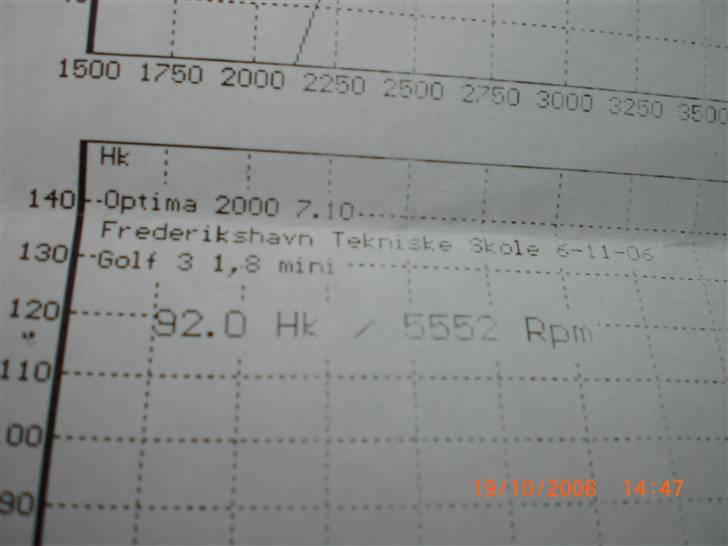 1500 1750 2000 2250 2500 2750 3000 3250 3500
Hk
140 Optima 2000 7.10
Frederikshavn Tekniske Skole 6-11-06
130 Golf 3 1,8 mini
120
92.0 Hk / 5552 Rpm
110
00
90
19/10/2008 14:47